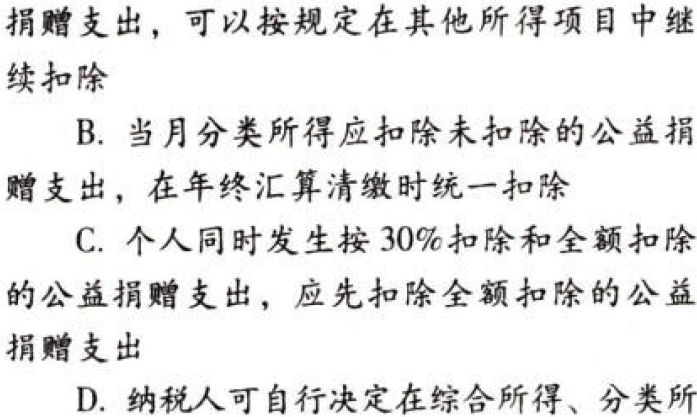 捐赠支出，可以按规定在其他所得项目中继
续扣除
B. 当月分类所得应扣除未扣除的公益捐
赠支出，在年终汇算清缴时统一扣除
C. 个人同时发生按30%扣除和全额扣除
的公益捐赠支出，应先扣除全额扣除的公益
捐赠支出
D. 纳税人可自行决定在综合所得、分类所